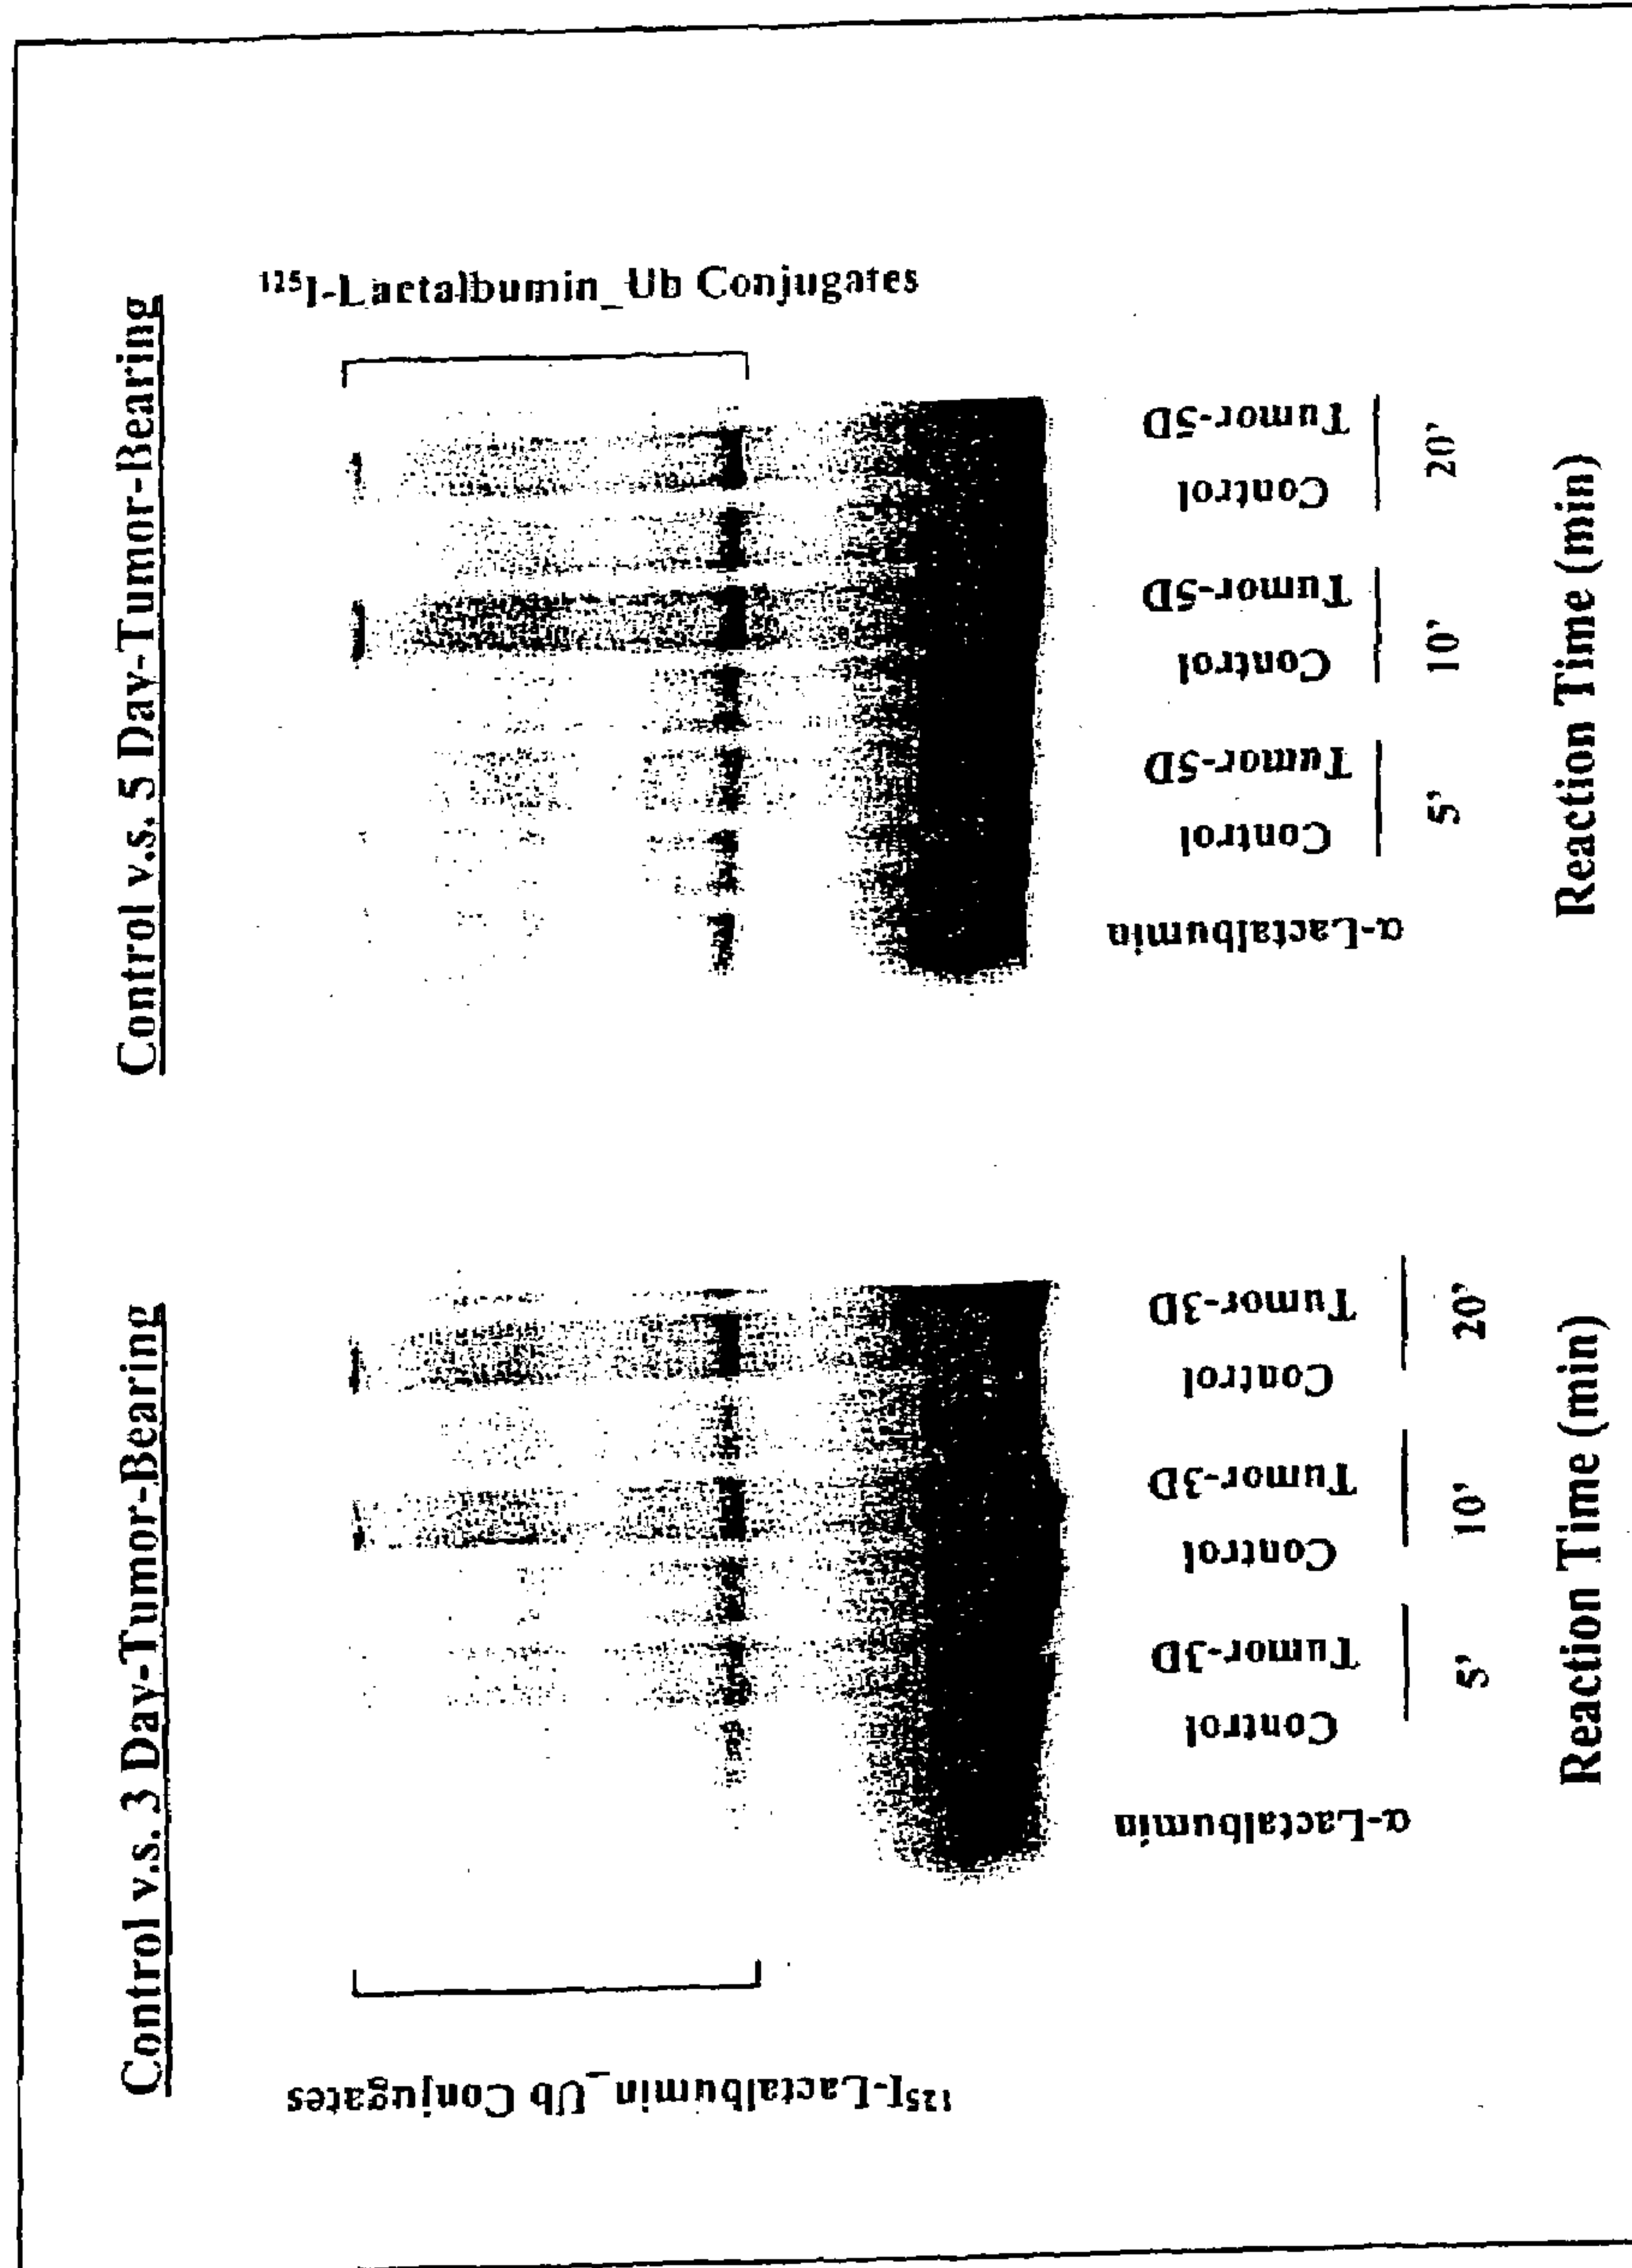 Control v.s. 3 Day-Tumor-Bearing
¹²⁵I-Lactalbumin_Ub Conjugates
α-Lactalbumin
Control
Tumor-3D
Control
Tumor-3D
Control
Tumor-3D
5'
10'
20'
Reaction Time (min)
Control v.s. 5 Day-Tumor-Bearing
¹²⁵I-Lactalbumin_Ub Conjugates
α-Lactalbumin
Control
Tumor-5D
Control
Tumor-5D
Control
Tumor-5D
5'
10'
20'
Reaction Time (min)